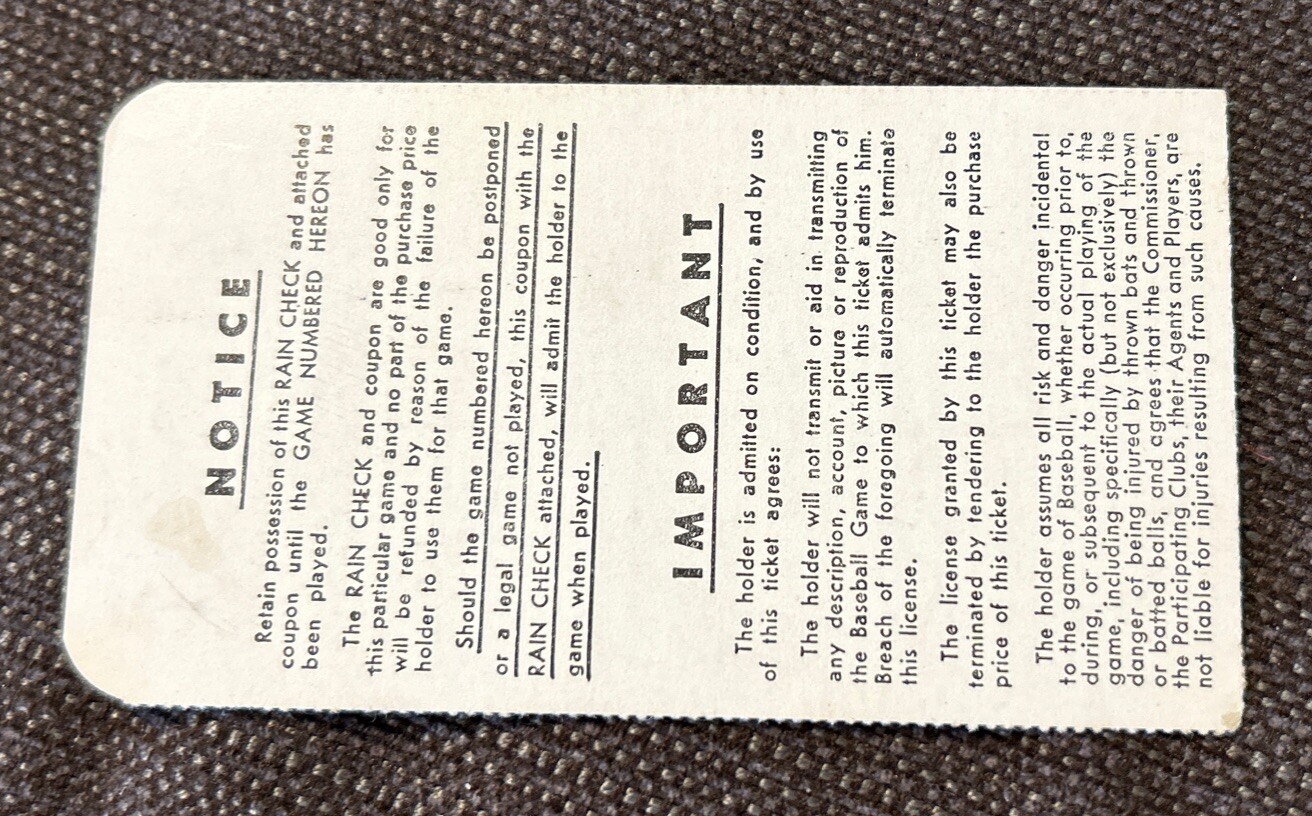 NOTICE
Retain possession of this RAIN CHECK and attached
coupon until the GAME NUMBERED HEREON has
been played.
The RAIN CHECK and coupon are good only for
this particular game and no part of the purchase price
will be refunded by reason of the failure of the
holder to use them for that game.
Should the game numbered hereon be postponed
or a legal game not played, this coupon with the
RAIN CHECK attached, will admit the holder to the
game when played.
IMPORTANT
The holder is admitted on condition, and by use
of this ticket agrees:
The holder will not transmit or aid in transmitting
any description, account, picture or reproduction of
the Baseball Game to which this ticket admits him.
Breach of the foregoing will automatically terminate
this license.
The license granted by this ticket may also be
terminated by tendering to the holder the purchase
price of this ticket.
The holder assumes all risk and danger incidental
to the game of Baseball, whether occurring prior to,
during, or subsequent to the actual playing of the
game, including specifically (but not exclusively) the
danger of being injured by thrown bats and thrown
or batted balls, and agrees that the Commissioner,
the Participating Clubs, their Agents and Players, are
not liable for injuries resulting from such causes.